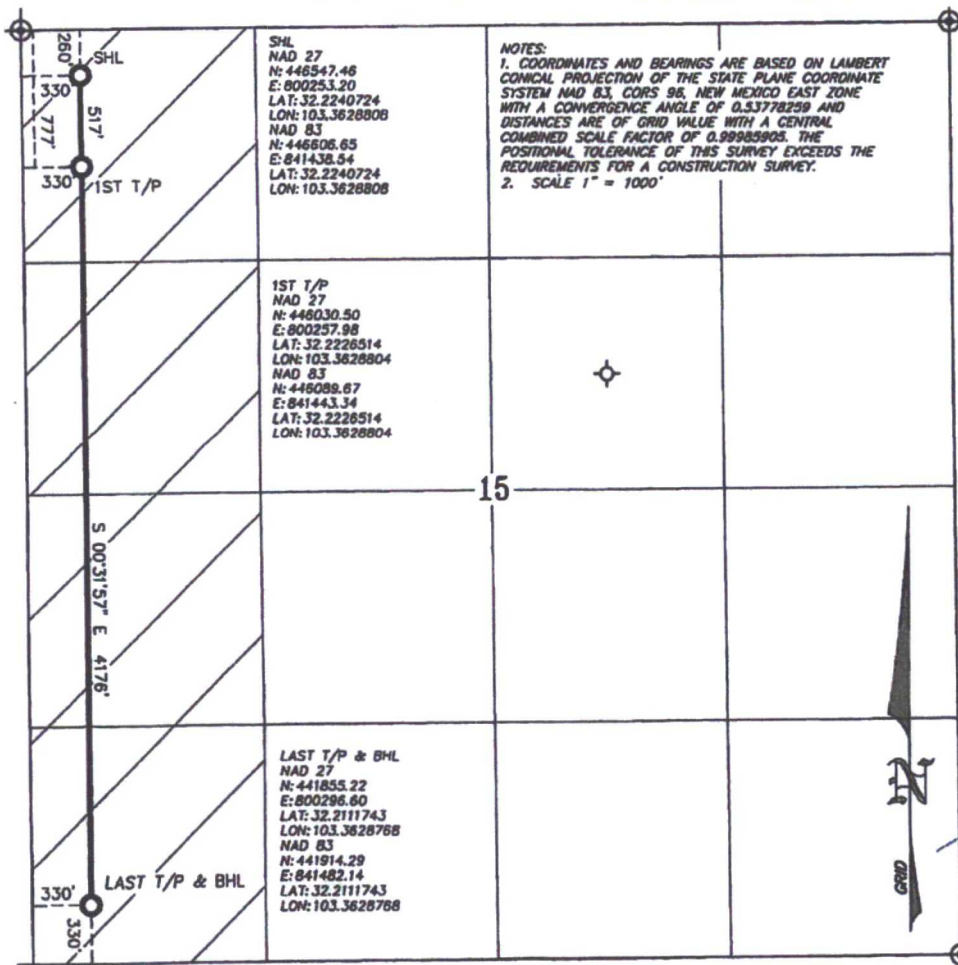 SHL
NAD 27
N: 446547.46
E: 800253.20
LAT: 32.2240724
LON: 103.3628808
NAD 83
N: 446606.65
E: 841438.54
LAT: 32.2240724
LON: 103.3628808
NOTES:
1. COORDINATES AND BEARINGS ARE BASED ON LAMBERT
CONICAL PROJECTION OF THE STATE PLANE COORDINATE
SYSTEM NAD 83, CORS 96, NEW MEXICO EAST ZONE
WITH A CONVERGENCE ANGLE OF 0.53778259 AND
DISTANCES ARE OF GRID VALUE WITH A CENTRAL
COMBINED SCALE FACTOR OF 0.99985905. THE
POSITIONAL TOLERANCE OF THIS SURVEY EXCEEDS THE
REQUIREMENTS FOR A CONSTRUCTION SURVEY.
2. SCALE 1" = 1000'
260'
SHL
330'
517'
777'
330'
1ST T/P
1ST T/P
NAD 27
N: 446030.50
E: 800257.98
LAT: 32.2226514
LON: 103.3628804
NAD 83
N: 446089.67
E: 841443.34
LAT: 32.2226514
LON: 103.3628804
15
S 00°31'57" E 4176'
LAST T/P & BHL
NAD 27
N: 441855.22
E: 800296.60
LAT: 32.2111743
LON: 103.3628768
NAD 83
N: 441914.29
E: 841482.14
LAT: 32.2111743
LON: 103.3628768
LAST T/P & BHL
330'
330'
N
GRID